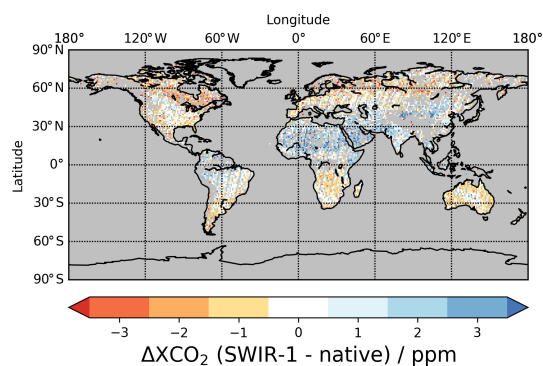 Longitude
180° 120°W 60°W 0° 60°E 120°E 180°
90°N
60°N
30°N
0°
30°S
60°S
90°S
Latitude
−3 −2 −1 0 1 2 3
ΔXCO₂ (SWIR-1 - native) / ppm